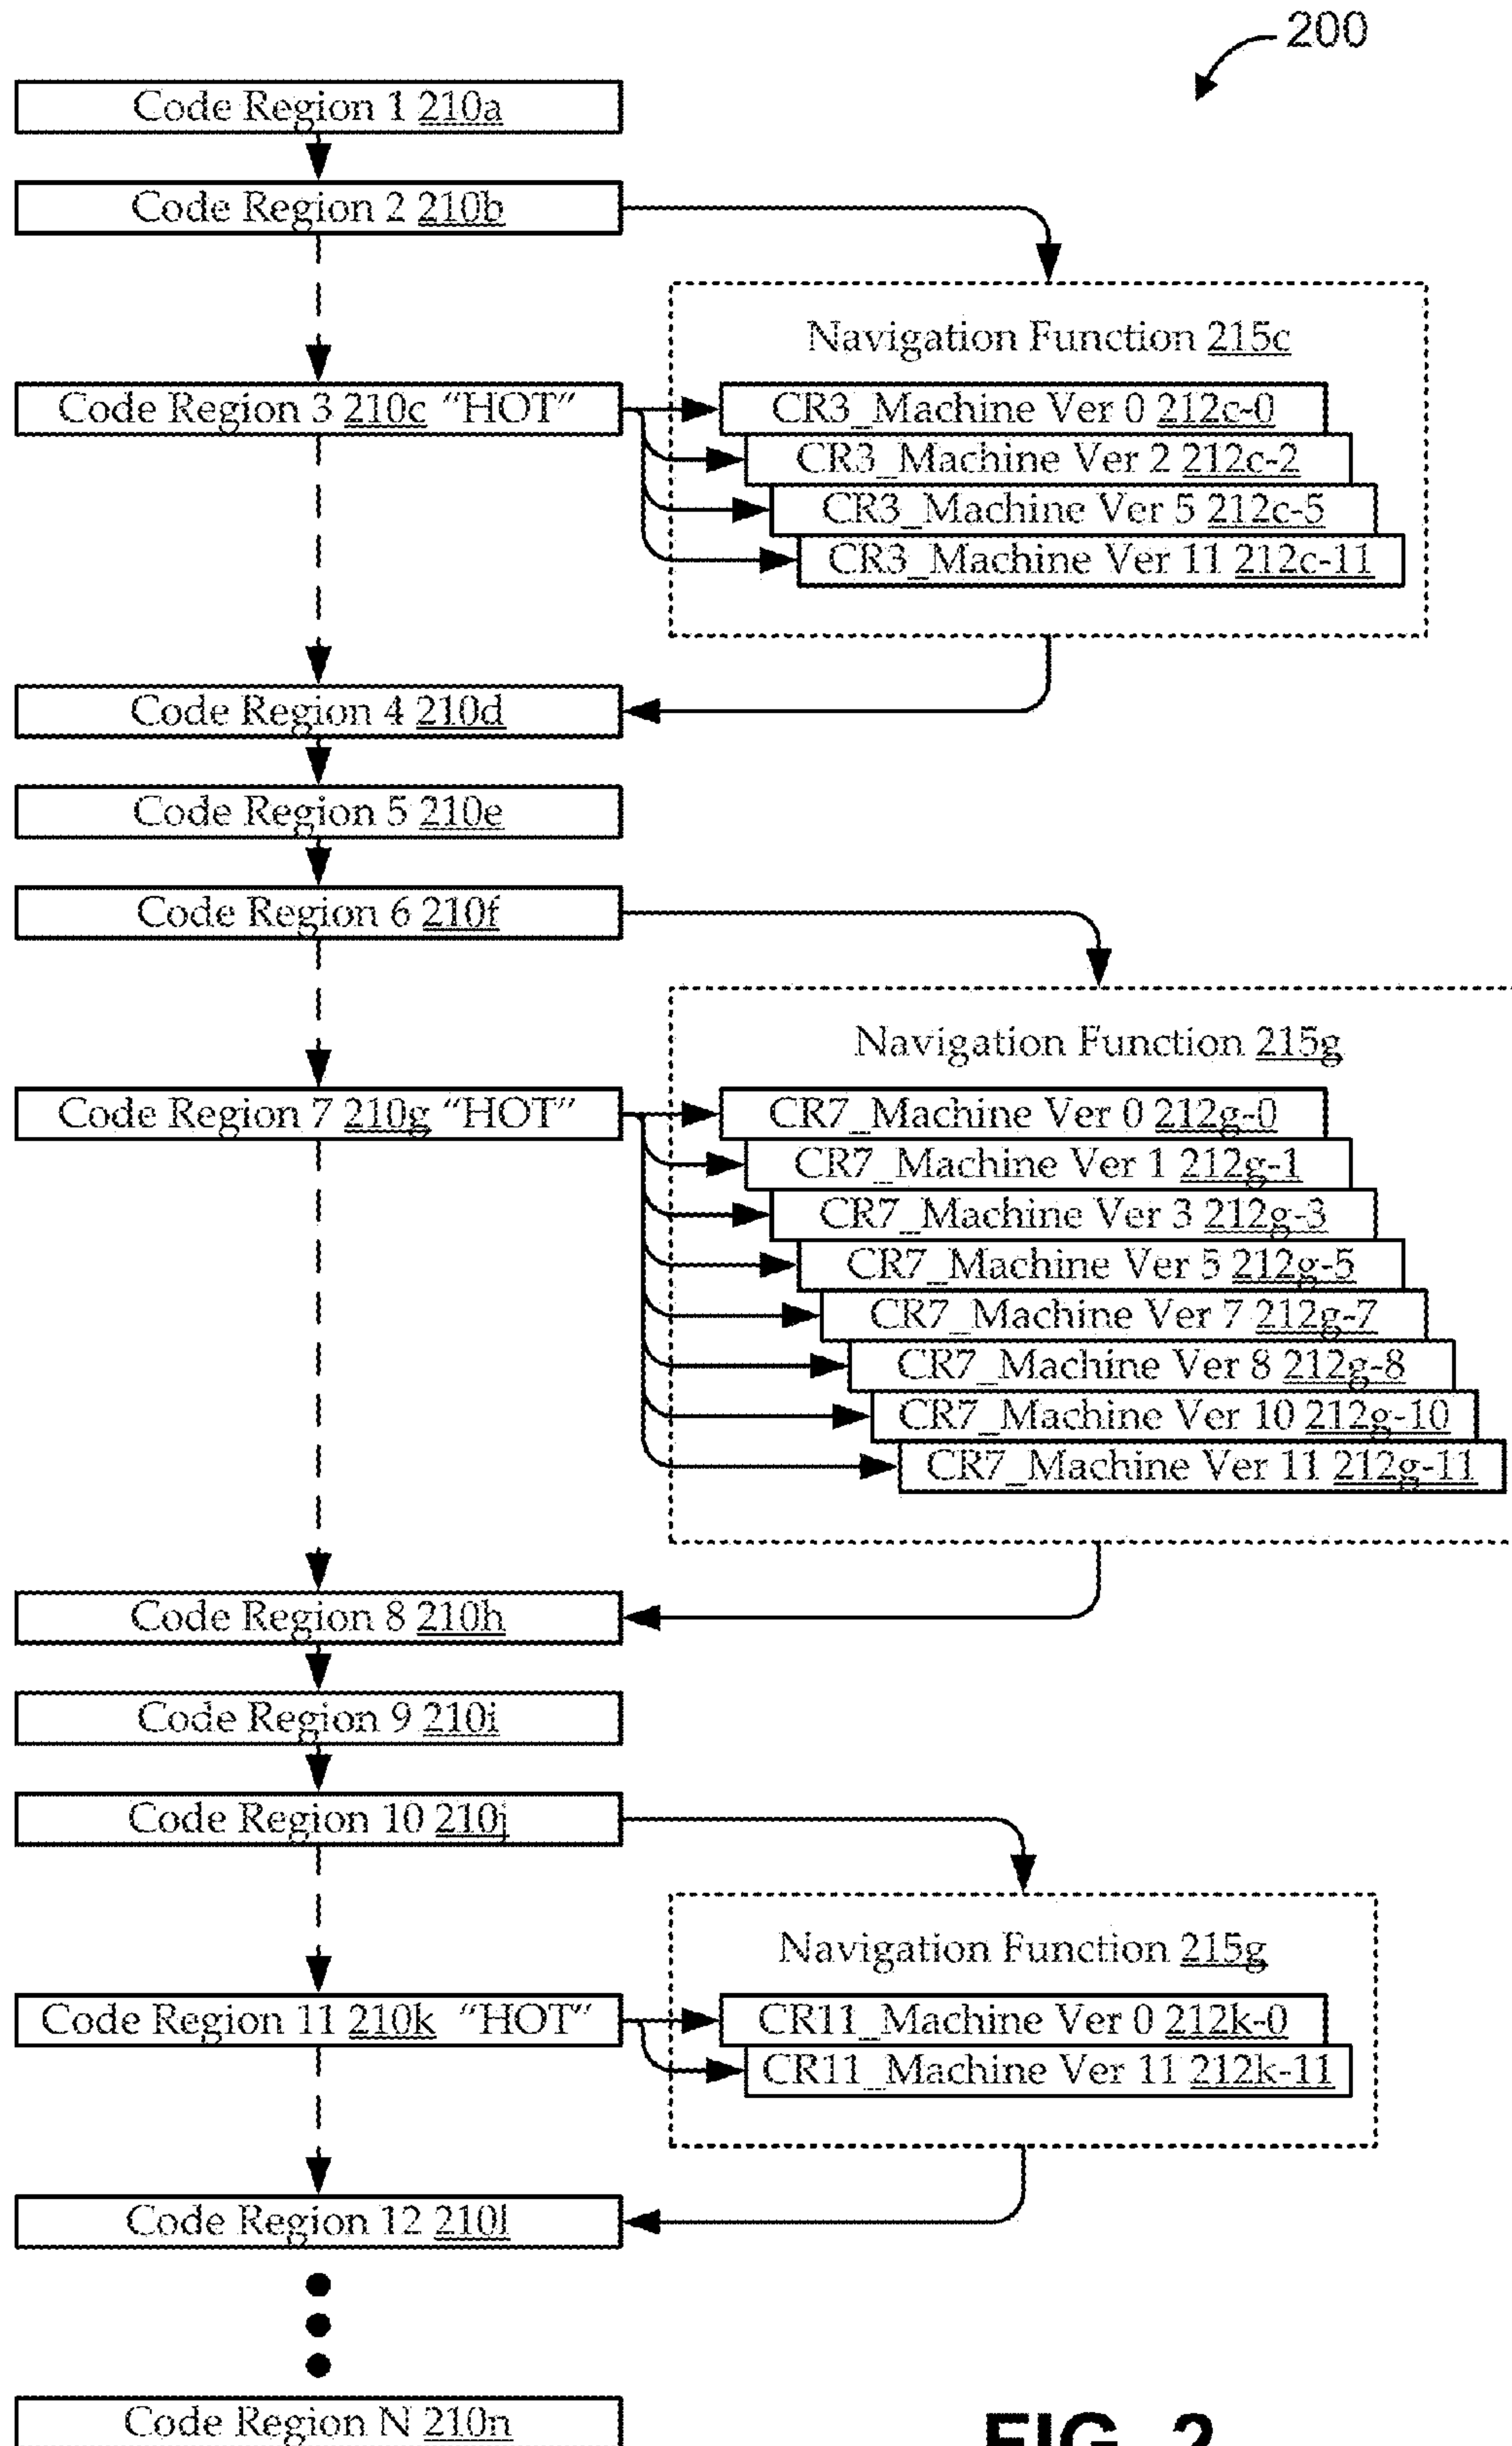 200
Code Region 1 210a
Code Region 2 210b
Navigation Function 215c
Code Region 3 210c "HOT"
CR3_Machine Ver 0 212c-0
CR3_Machine Ver 2 212c-2
CR3_Machine Ver 5 212c-5
CR3_Machine Ver 11 212c-11
Code Region 4 210d
Code Region 5 210e
Code Region 6 210f
Navigation Function 215g
Code Region 7 210g "HOT"
CR7_Machine Ver 0 212g-0
CR7_Machine Ver 1 212g-1
CR7_Machine Ver 3 212g-3
CR7_Machine Ver 5 212g-5
CR7_Machine Ver 7 212g-7
CR7_Machine Ver 8 212g-8
CR7_Machine Ver 10 212g-10
CR7_Machine Ver 11 212g-11
Code Region 8 210h
Code Region 9 210i
Code Region 10 210j
Navigation Function 215g
Code Region 11 210k "HOT"
CR11_Machine Ver 0 212k-0
CR11_Machine Ver 11 212k-11
Code Region 12 210l
Code Region N 210n
FIG. 2